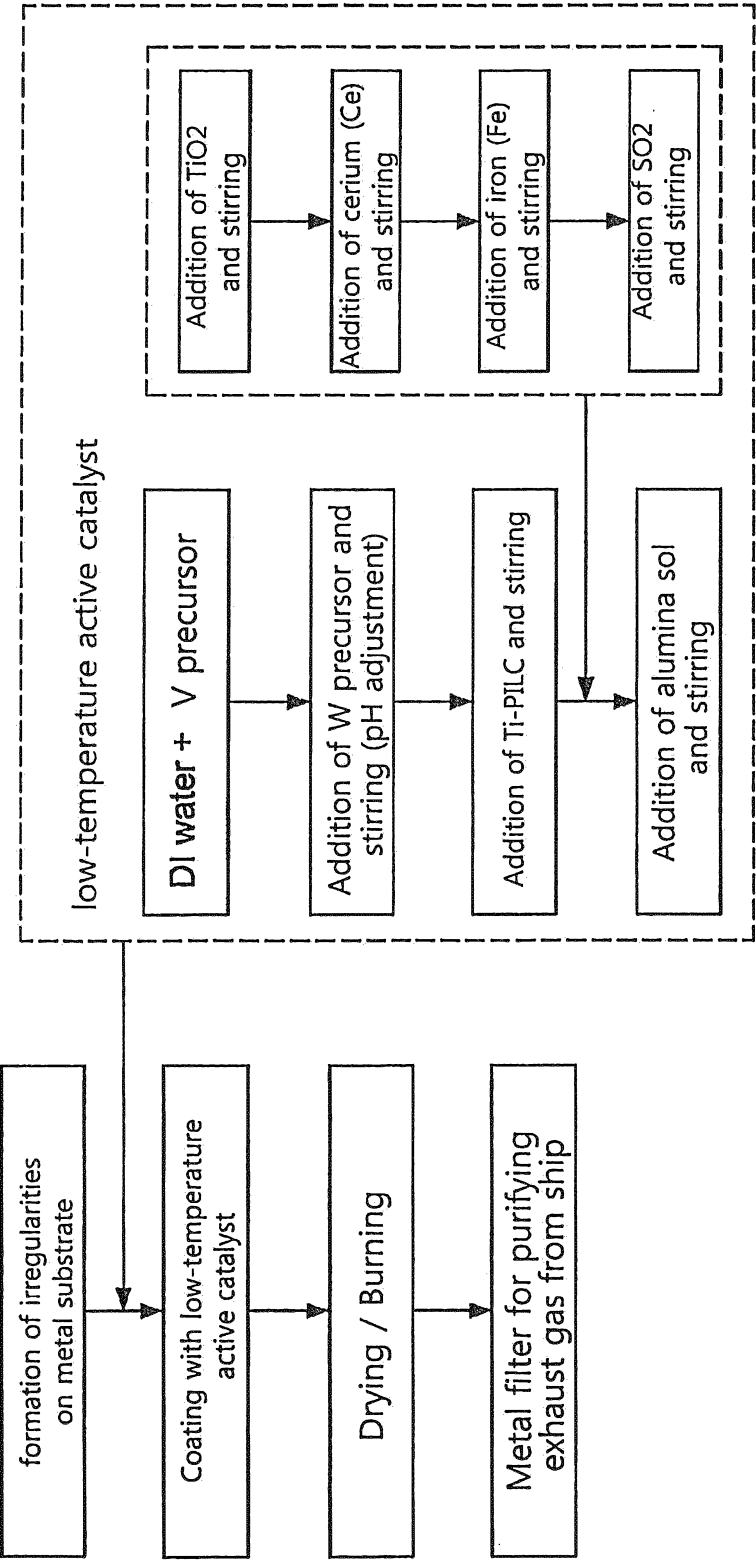 formation of irregularities
on metal substrate
Coating with low-temperature
active catalyst
Drying / Burning
Metal filter for purifying
exhaust gas from ship
low-temperature active catalyst
DI water + V precursor
Addition of W precursor and
stirring (pH adjustment)
Addition of Ti-PILC and stirring
Addition of alumina sol
and stirring
Addition of TiO2
and stirring
Addition of cerium (Ce)
and stirring
Addition of iron (Fe)
and stirring
Addition of SO2
and stirring